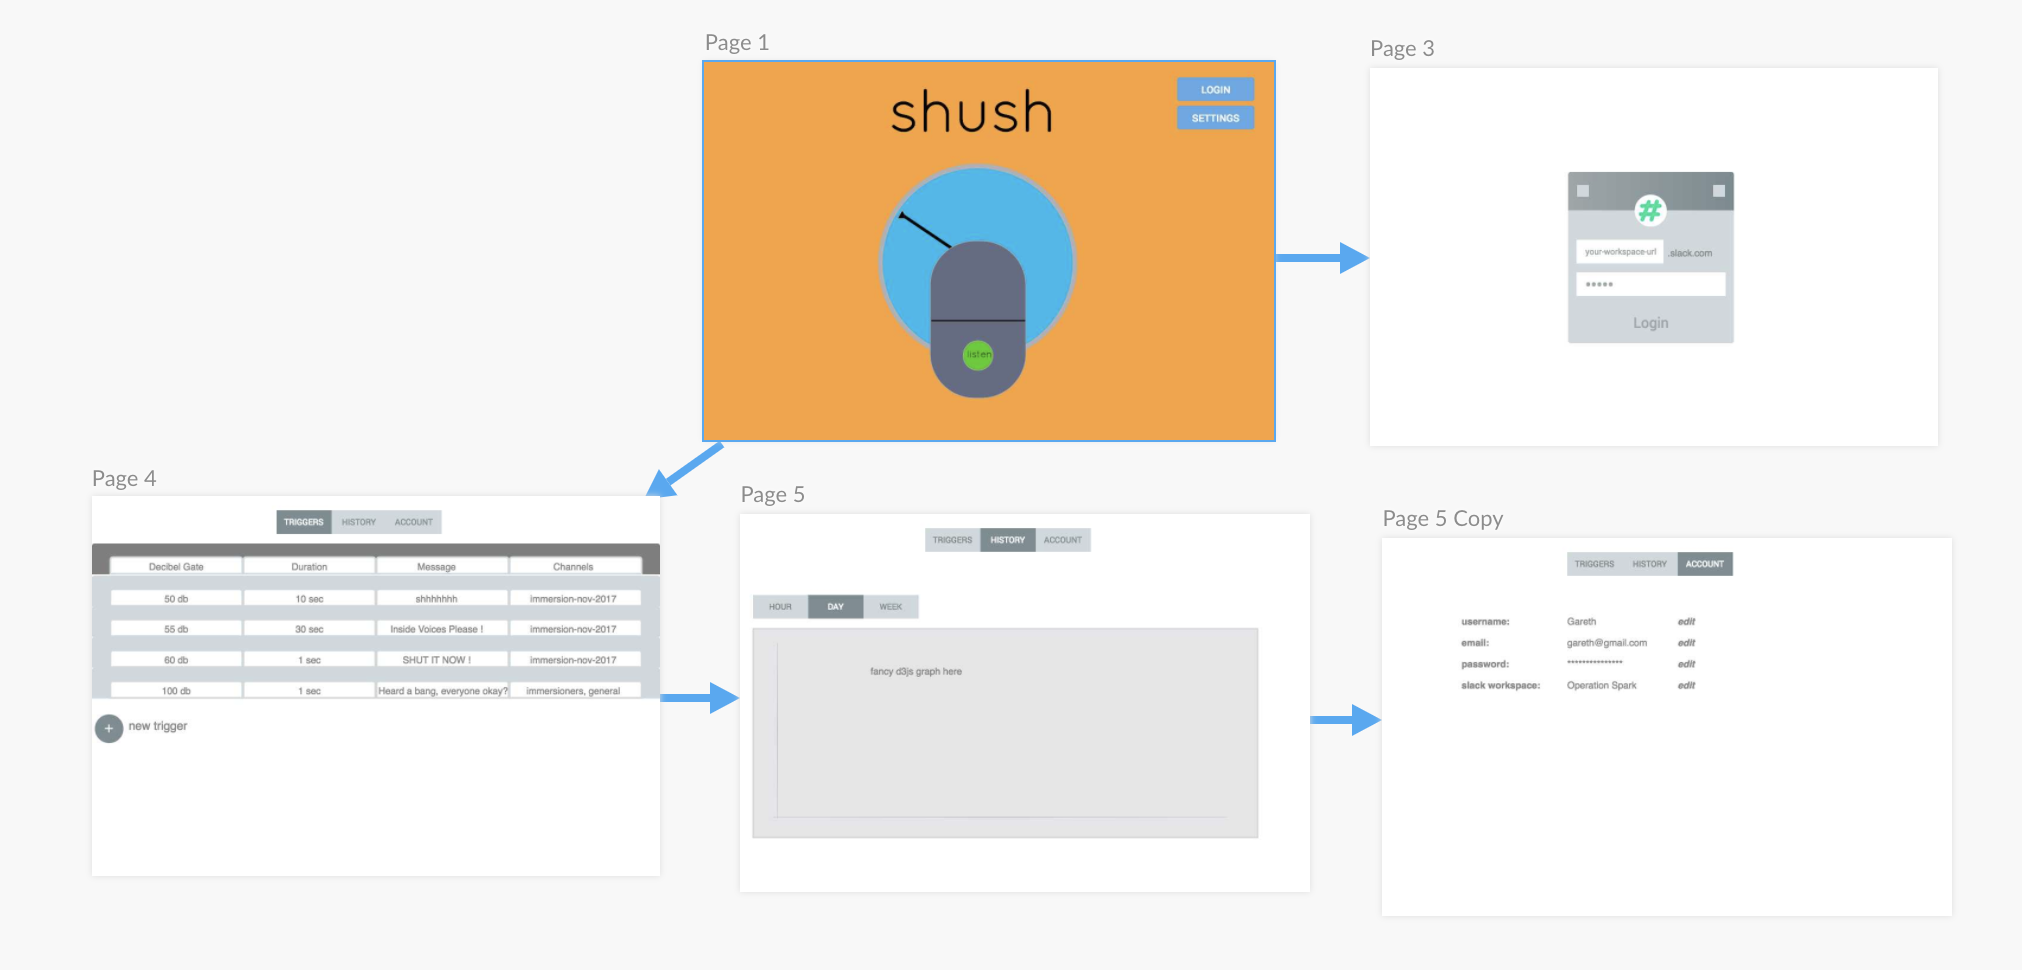 Page 1
shush
LOGIN
SETTINGS
listen
Page 3
#
your-workspace-url .slack.com
*****
Login
Page 4
TRIGGERS HISTORY ACCOUNT
Decibel Gate Duration Message Channels
50 db 10 sec shhhhhhh immersion-nov-2017
55 db 30 sec Inside Voices Please ! immersion-nov-2017
60 db 1 sec SHUT IT NOW ! immersion-nov-2017
100 db 1 sec Heard a bang, everyone okay? immersioners, general
+ new trigger
Page 5
TRIGGERS HISTORY ACCOUNT
HOUR DAY WEEK
fancy d3js graph here
Page 5 Copy
TRIGGERS HISTORY ACCOUNT
username: Gareth edit
email: gareth@gmail.com edit
password: *************** edit
slack workspace: Operation Spark edit